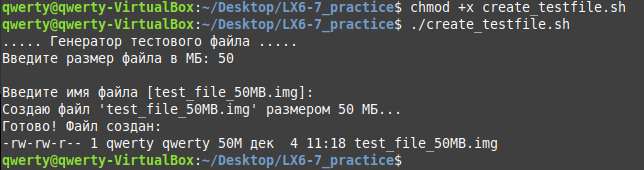 qwerty@qwerty-VirtualBox:~/Desktop/LX6-7_practice$ chmod +x create_testfile.sh
qwerty@qwerty-VirtualBox:~/Desktop/LX6-7_practice$ ./create_testfile.sh
..... Генератор тестового файла .....
Введите размер файла в МБ: 50

Введите имя файла [test_file_50MB.img]:
Создаю файл 'test_file_50MB.img' размером 50 МБ...
Готово! Файл создан:
-rw-rw-r-- 1 qwerty qwerty 50M дек  4 11:18 test_file_50MB.img
qwerty@qwerty-VirtualBox:~/Desktop/LX6-7_practice$